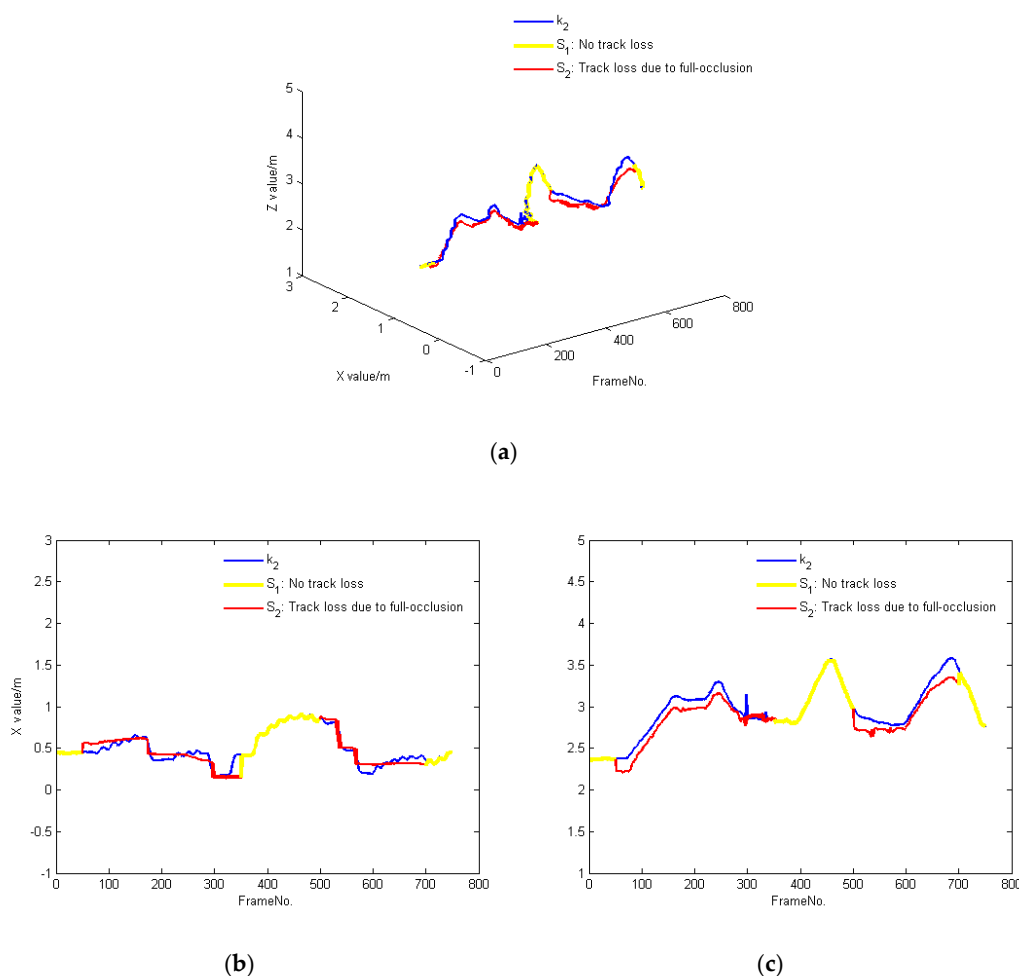 k2
S1: No track loss
S2: Track loss due to full-occlusion
5
4
3
2
1
Z value/m
3
2
1
0
-1
X value/m
0
200
400
600
800
FrameNo.
(a)
3
2.5
2
1.5
1
0.5
0
-0.5
-1
X value/m
k2
S1: No track loss
S2: Track loss due to full-occlusion
0 100 200 300 400 500 600 700 800
FrameNo.
(b)
5
4.5
4
3.5
3
2.5
2
1.5
1
k2
S1: No track loss
S2: Track loss due to full-occlusion
0 100 200 300 400 500 600 700 800
FrameNo.
(c)